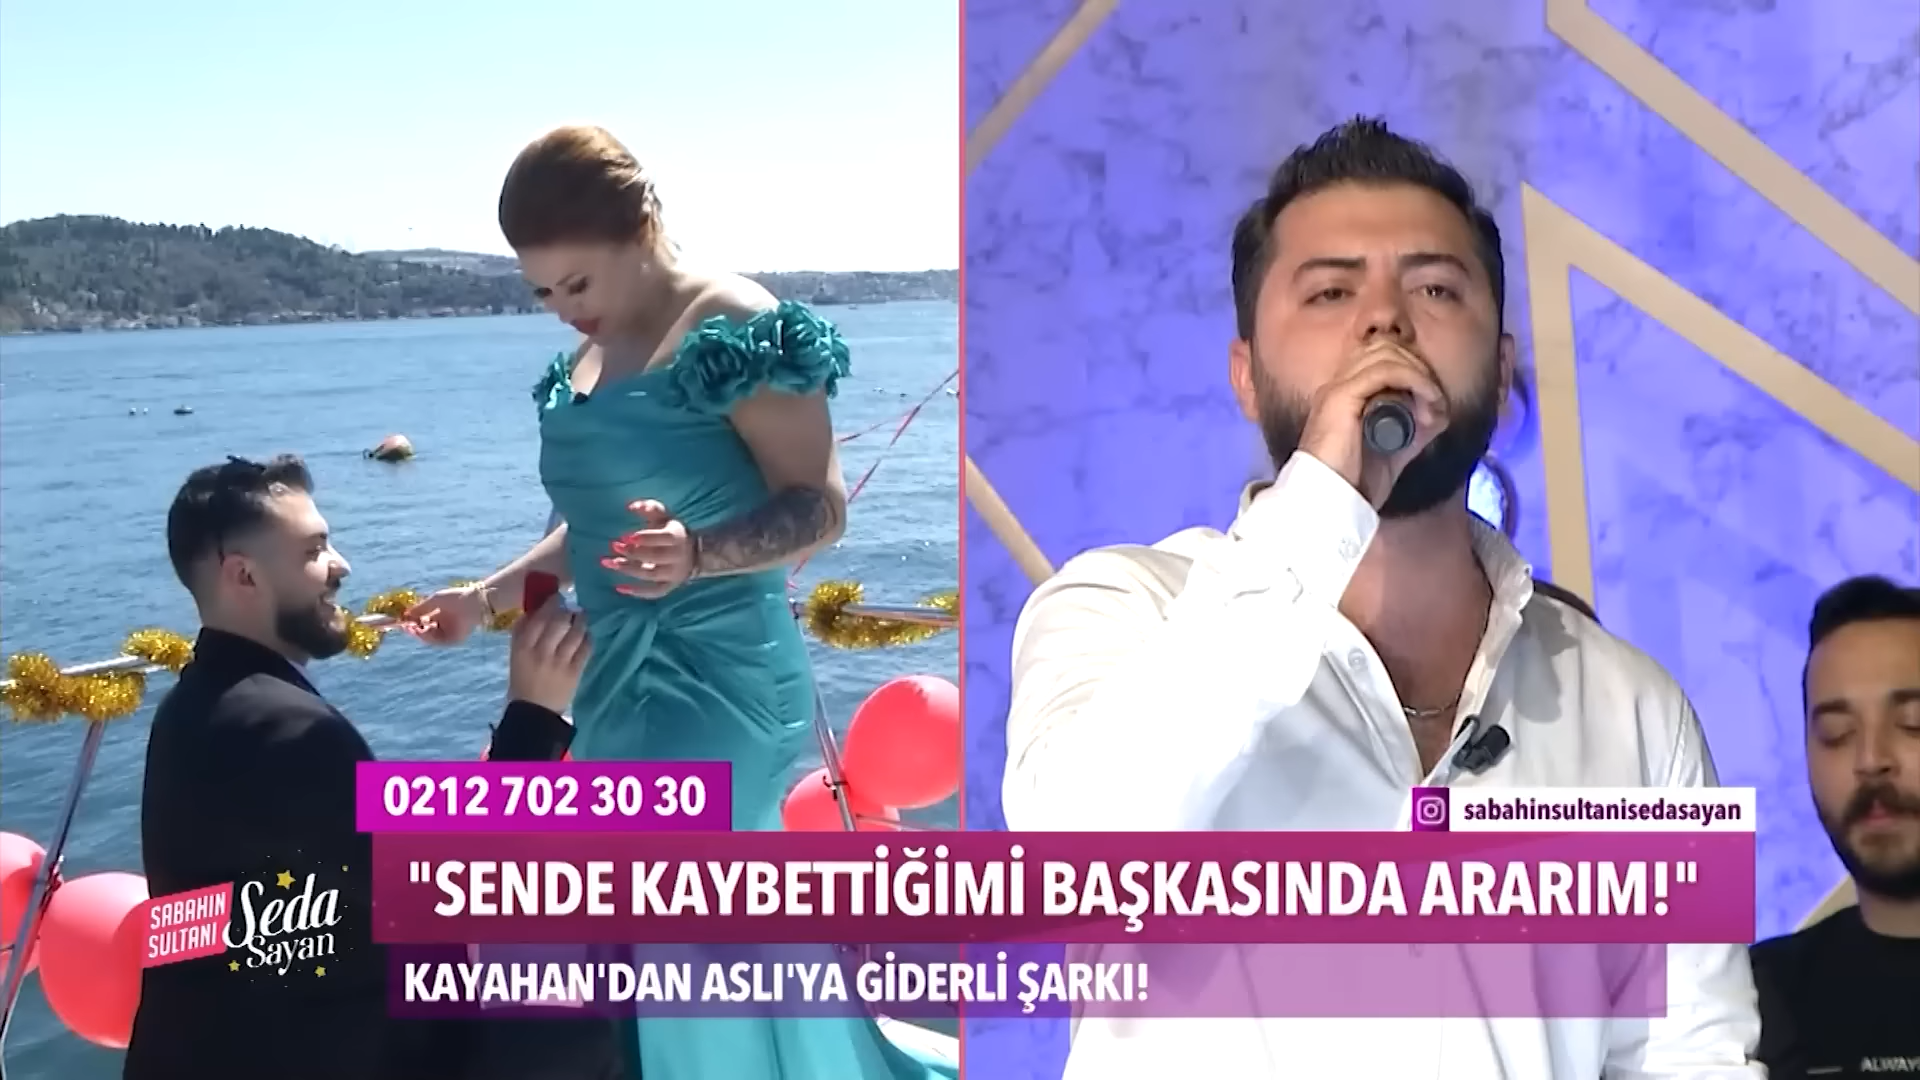 0212 702 30 30
sabahinsultanisedasayan
"SENDE KAYBETTİĞİMİ BAŞKASINDA ARARIM!"
SABAHIN
SULTANI
Seda
Sayan
KAYAHAN'DAN ASLI'YA GİDERLİ ŞARKI!
ALWAY